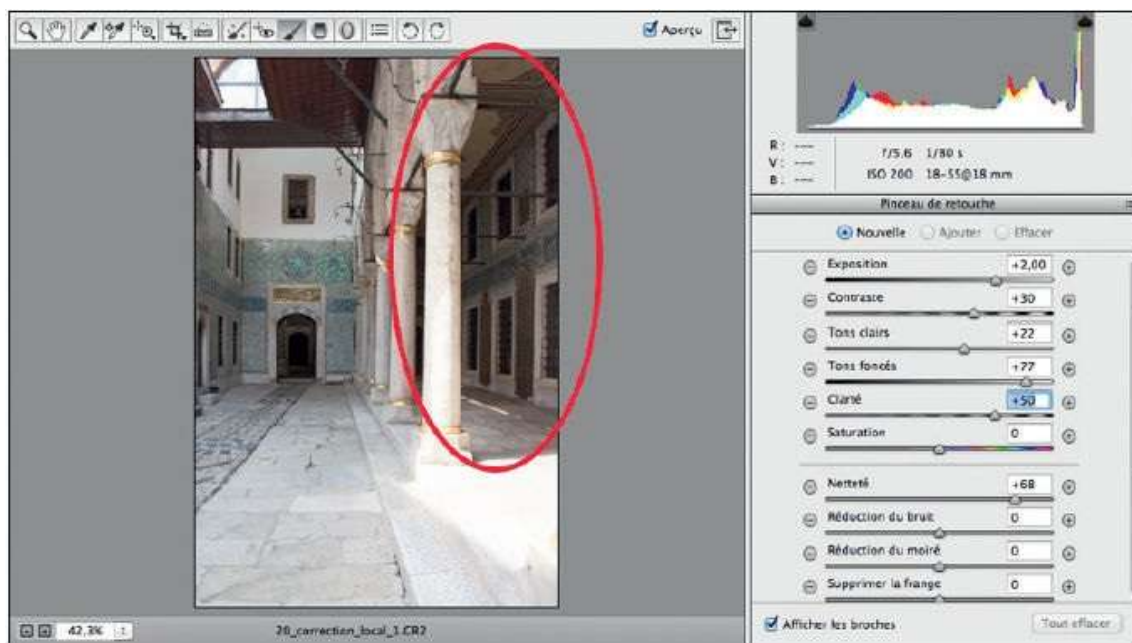 Aperçu
R : ---
V : ---
B : ---
f/5.6 1/80 s
ISO 200 18-55@18 mm
Pinceau de retouche
Nouvelle Ajouter Effacer
Exposition +2,00
Contraste +30
Tons clairs +22
Tons foncés +77
Clarté +50
Saturation 0
Netteté +68
Réduction du bruit 0
Réduction du moiré 0
Supprimer la frange 0
42,3% 20_correction_local_1.CR2
Afficher les broches Tout effacer